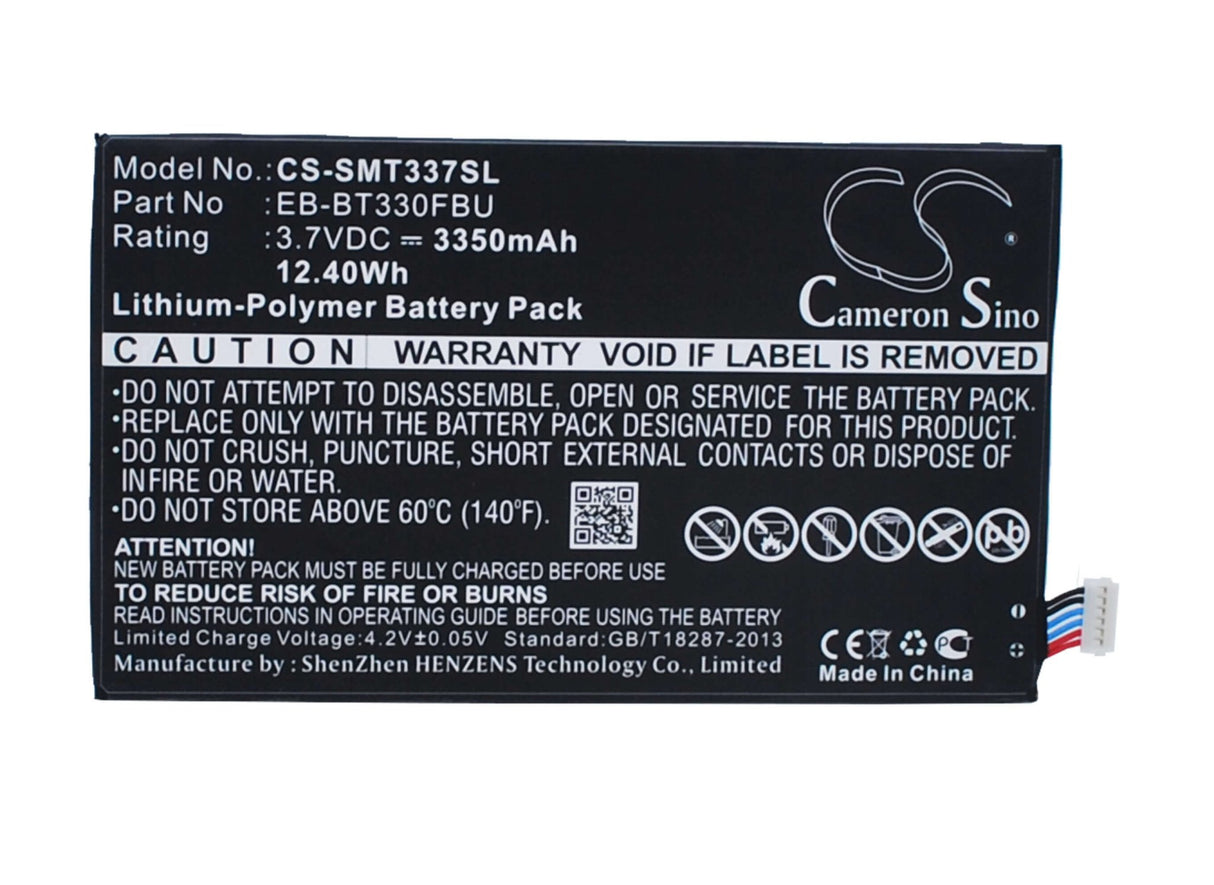 Model No.: CS-SMT337SL
Part No : EB-BT330FBU
Rating : 3.7VDC ⎓ 3350mAh
12.40Wh
Lithium-Polymer Battery Pack
CS
®
Cameron Sino
CAUTION WARRANTY VOID IF LABEL IS REMOVED
•DO NOT ATTEMPT TO DISASSEMBLE, OPEN OR SERVICE THE BATTERY PACK.
•REPLACE ONLY WITH THE BATTERY PACK DESIGNATED FOR THIS PRODUCT.
•DO NOT CRUSH, PUNCTURE, SHORT EXTERNAL CONTACTS OR DISPOSE OF
INFIRE OR WATER.
•DO NOT STORE ABOVE 60°C (140°F).
Pb
ATTENTION!
NEW BATTERY PACK MUST BE FULLY CHARGED BEFORE USE
TO REDUCE RISK OF FIRE OR BURNS
READ INSTRUCTIONS IN OPERATING GUIDE BEFORE USING THE BATTERY
Limited Charge Voltage:4.2V±0.05V Standard:GB/T18287-2013
Manufacture by : ShenZhen HENZENS Technology Co., Limited
CE PCT
Made In China